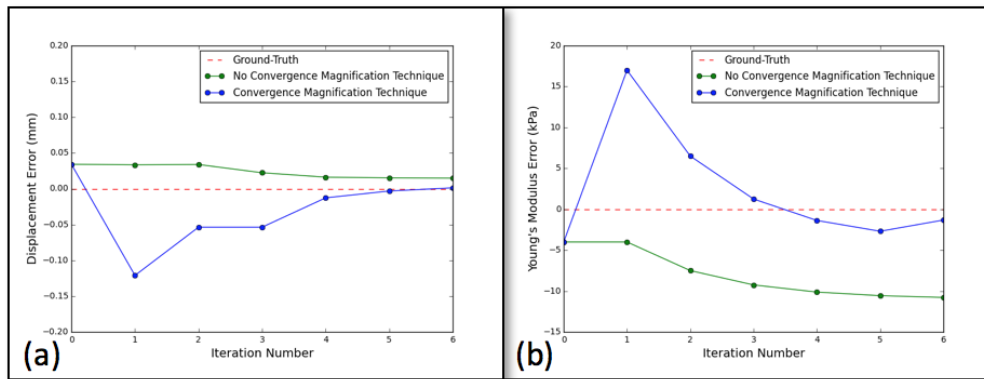 0.20
0.15
0.10
0.05
0.00
−0.05
−0.10
−0.15
−0.20
Displacement Error (mm)
Ground-Truth
No Convergence Magnification Technique
Convergence Magnification Technique
0 1 2 3 4 5 6
Iteration Number
(a)
20
15
10
5
0
−5
−10
−15
Young's Modulus Error (kPa)
Ground-Truth
No Convergence Magnification Technique
Convergence Magnification Technique
0 1 2 3 4 5 6
Iteration Number
(b)